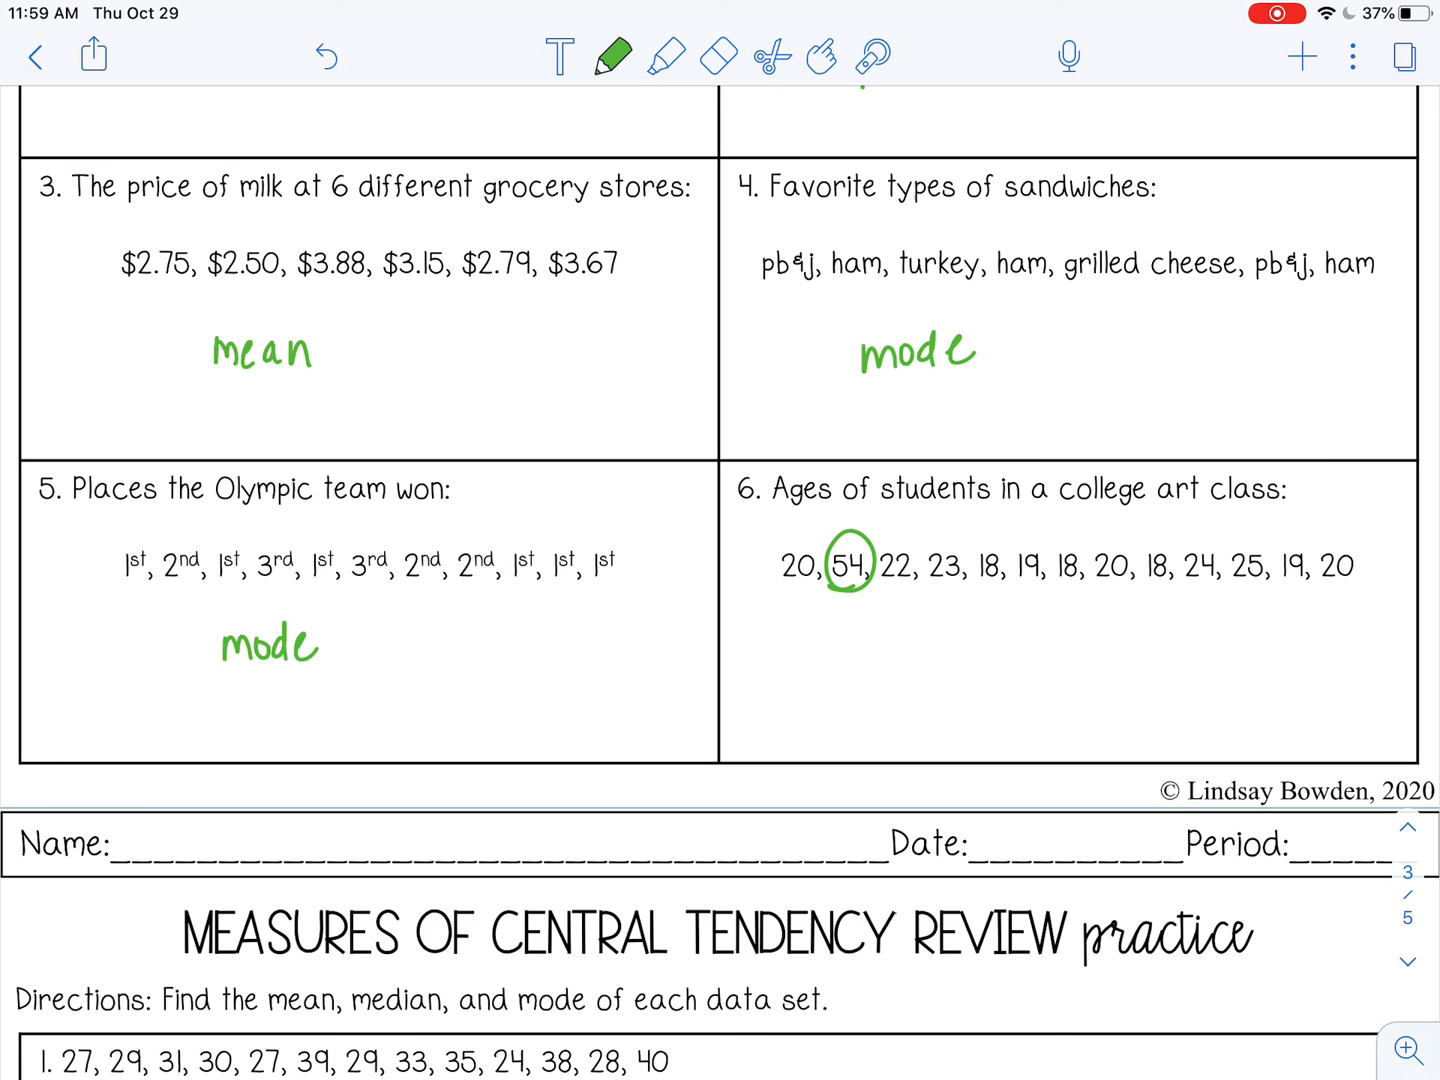 11:59 AM Thu Oct 29
37%
3. The price of milk at 6 different grocery stores:
$2.75, $2.50, $3.88, $3.15, $2.79, $3.67
mean
4. Favorite types of sandwiches:
pb&j, ham, turkey, ham, grilled cheese, pb&j, ham
mode
5. Places the Olympic team won:
1st, 2nd, 1st, 3rd, 1st, 3rd, 2nd, 2nd, 1st, 1st, 1st
mode
6. Ages of students in a college art class:
20, 54, 22, 23, 18, 19, 18, 20, 18, 24, 25, 19, 20
© Lindsay Bowden, 2020
Name:____________________________________Date:__________Period:_____
3
/
5
MEASURES OF CENTRAL TENDENCY REVIEW practice
Directions: Find the mean, median, and mode of each data set.
1. 27, 29, 31, 30, 27, 39, 29, 33, 35, 24, 38, 28, 40